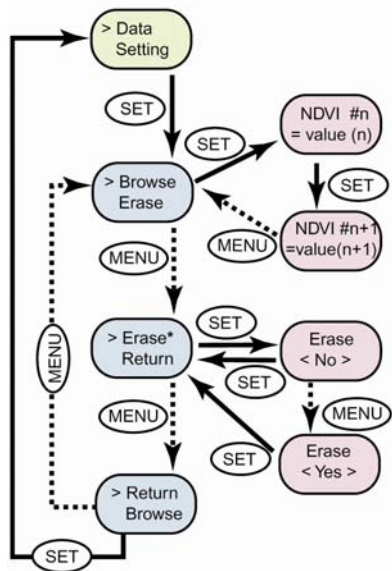 > Data
Setting
SET
SET
NDVI #n
= value (n)
SET
> Browse
Erase
MENU
NDVI #n+1
=value(n+1)
MENU
SET
> Erase*
Return
Erase
< No >
SET
MENU
MENU
MENU
SET
Erase
< Yes >
> Return
Browse
SET